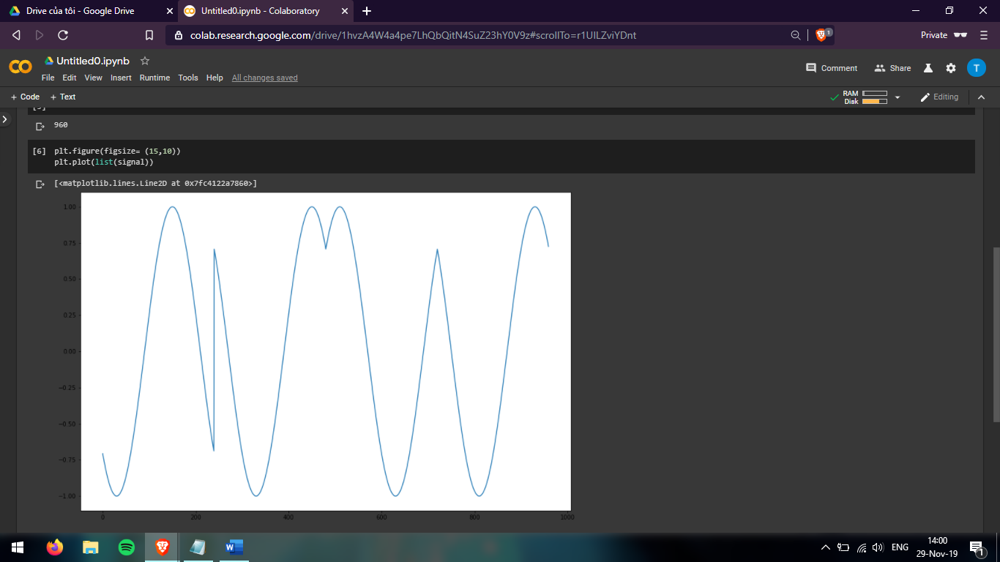 Drive của tôi - Google Drive
Untitled0.ipynb - Colaboratory
colab.research.google.com/drive/1hvzA4W4a4pe7LhQbQitN4SuZ23hY0V9z#scrollTo=r1UILZviYDnt
1
Private
Untitled0.ipynb
File Edit View Insert Runtime Tools Help All changes saved
Comment
Share
T
+ Code + Text
RAM
Disk
Editing
960
[6] plt.figure(figsize= (15,10))
plt.plot(list(signal))
[<matplotlib.lines.Line2D at 0x7fc4122a7860>]
1.00
0.75
0.50
0.25
0.00
−0.25
−0.50
−0.75
−1.00
0 200 400 600 800 1000
W
ENG
14:00
29-Nov-19
1